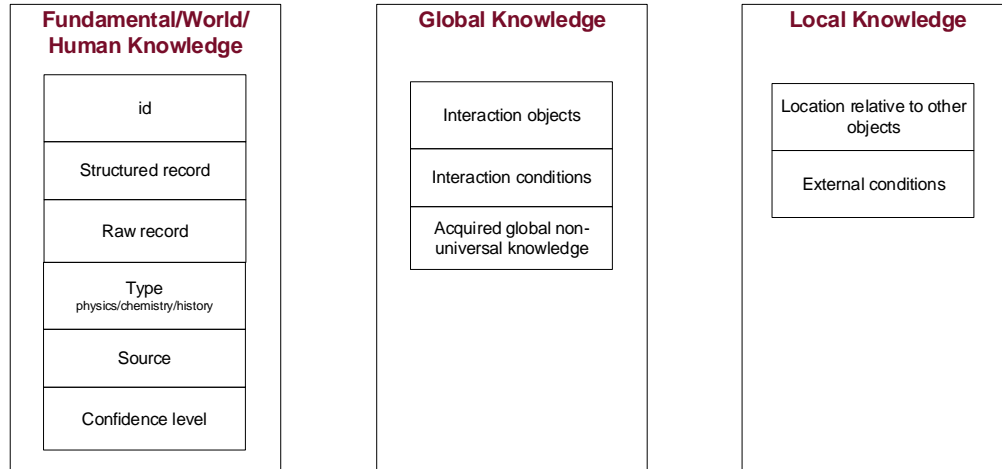 Fundamental/World/
Human Knowledge
id
Structured record
Raw record
Type
physics/chemistry/history
Source
Confidence level
Global Knowledge
Interaction objects
Interaction conditions
Acquired global non-
universal knowledge
Local Knowledge
Location relative to other
objects
External conditions